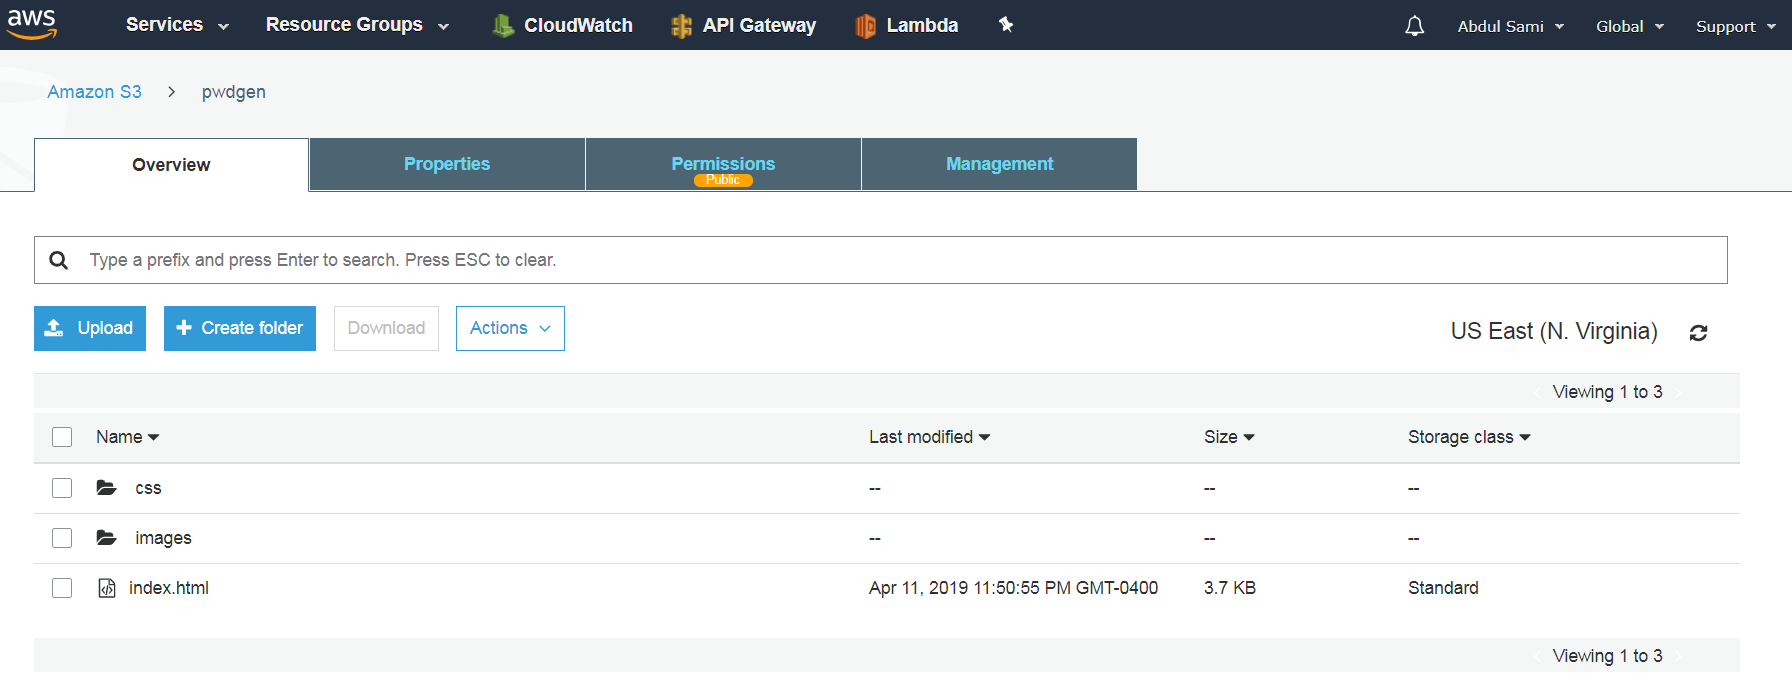 aws Services Resource Groups CloudWatch API Gateway Lambda Abdul Sami Global Support
Amazon S3 > pwdgen
Overview Properties Permissions Management
Public
Type a prefix and press Enter to search. Press ESC to clear.
Upload Create folder Download Actions US East (N. Virginia)
Viewing 1 to 3
Name Last modified Size Storage class
css -- -- --
images -- -- --
index.html Apr 11, 2019 11:50:55 PM GMT-0400 3.7 KB Standard
Viewing 1 to 3